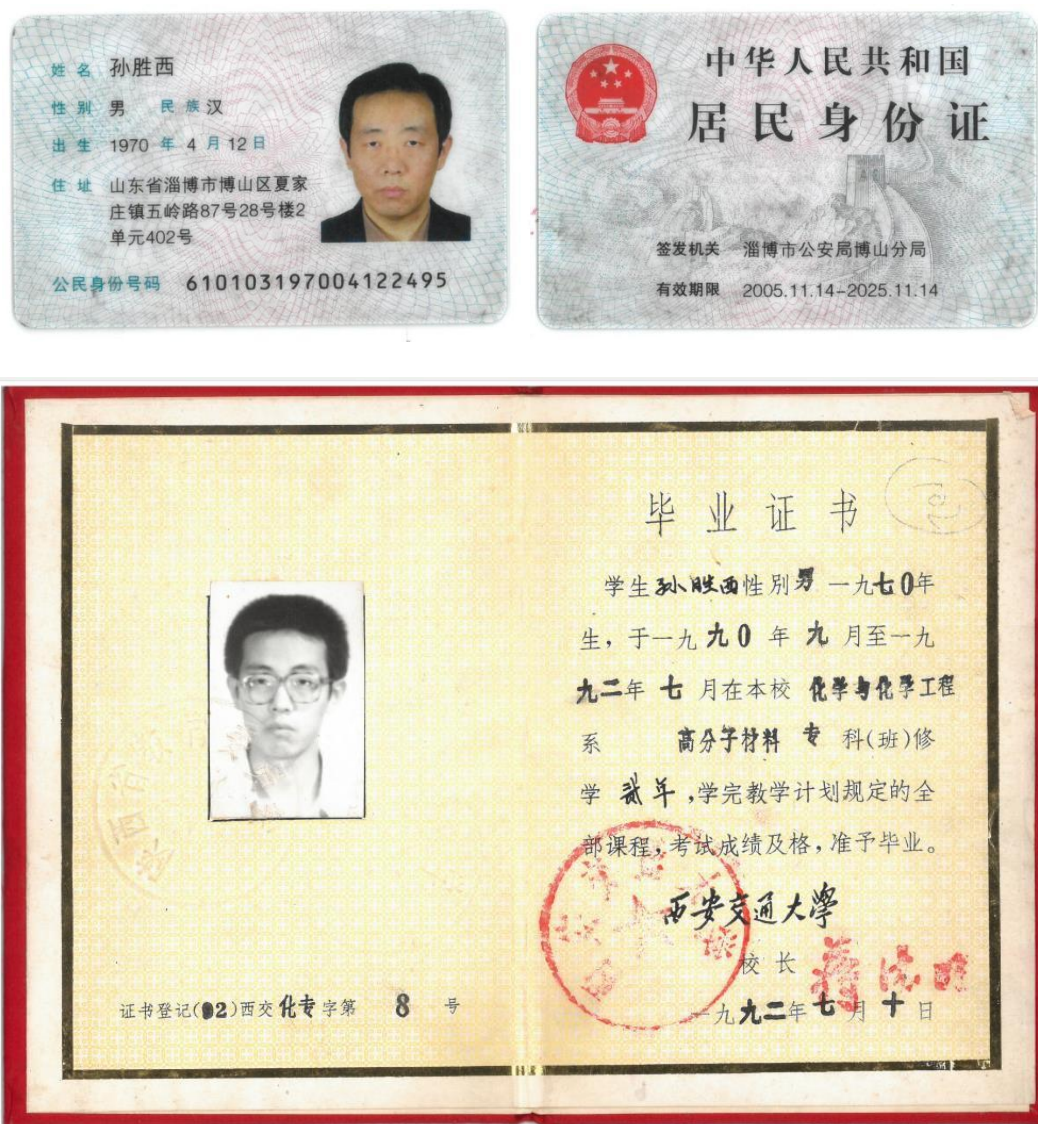 姓名 孙胜西
性别 男 民族 汉
出生 1970 年 4 月 12 日
住址 山东省淄博市博山区夏家
庄镇五岭路87号28号楼2
单元402号
公民身份号码 610103197004122495
中华人民共和国
居民身份证
签发机关 淄博市公安局博山分局
有效期限 2005.11.14-2025.11.14
毕业证书
学生孙胜西性别男一九七0年
生，于一九九0年九月至一九
九二年七月在本校 化学与化学工程
系 高分子材料 专 科(班)修
学 贰年，学完教学计划规定的全
部课程，考试成绩及格，准予毕业。
西安交通大學
校长
一九九二年七月十日
证书登记(92)西交化专字第 8 号